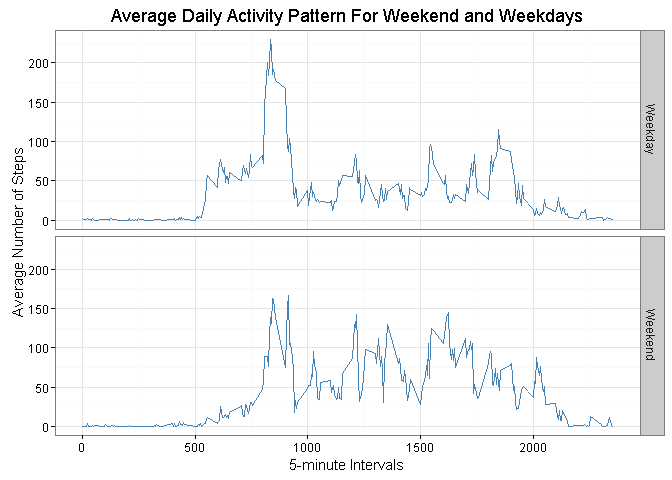 Average Daily Activity Pattern For Weekend and Weekdays
Average Number of Steps
200
150
100
50
0
Weekday
200
150
100
50
0
Weekend
0 500 1000 1500 2000
5-minute Intervals